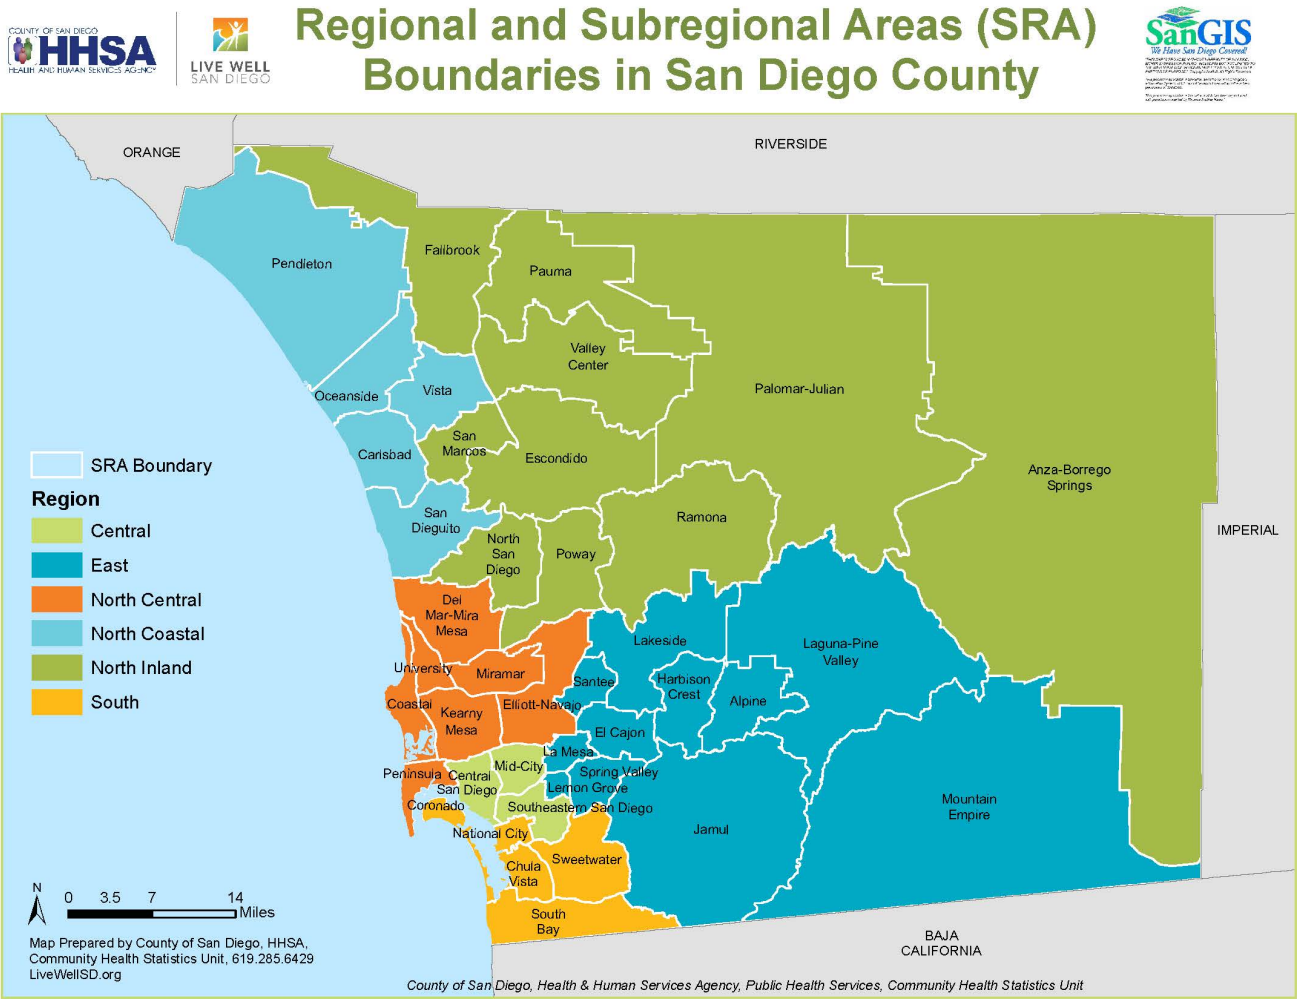 COUNTY OF SAN DIEGO
HHSA
HEALTH AND HUMAN SERVICES AGENCY
LIVE WELL
SAN DIEGO
Regional and Subregional Areas (SRA)
Boundaries in San Diego County
SanGIS
We Have San Diego Covered!
ORANGE
RIVERSIDE
Fallbrook
Pendleton
Pauma
Valley
Center
Palomar-Julian
Vista
Oceanside
San
Marcos
Carlsbad
Escondido
Anza-Borrego
Springs
SRA Boundary
Region
Central
East
North Central
North Coastal
North Inland
South
San
Dieguito
Ramona
IMPERIAL
North
San
Diego
Poway
Del
Mar-Mira
Mesa
Lakeside
Laguna-Pine
Valley
University
Miramar
Santee
Harbison
Crest
Alpine
Coastal
Elliott-Navajo
Kearny
Mesa
El Cajon
La Mesa
Mid-City
Peninsula
Central
San Diego
Spring Valley
Lemon Grove
Coronado
Southeastern San Diego
Mountain
Empire
National City
Jamul
Sweetwater
Chula
Vista
South
Bay
N
0 3.5 7 14
Miles
BAJA
CALIFORNIA
Map Prepared by County of San Diego, HHSA,
Community Health Statistics Unit, 619.285.6429
LiveWellSD.org
County of San Diego, Health & Human Services Agency, Public Health Services, Community Health Statistics Unit